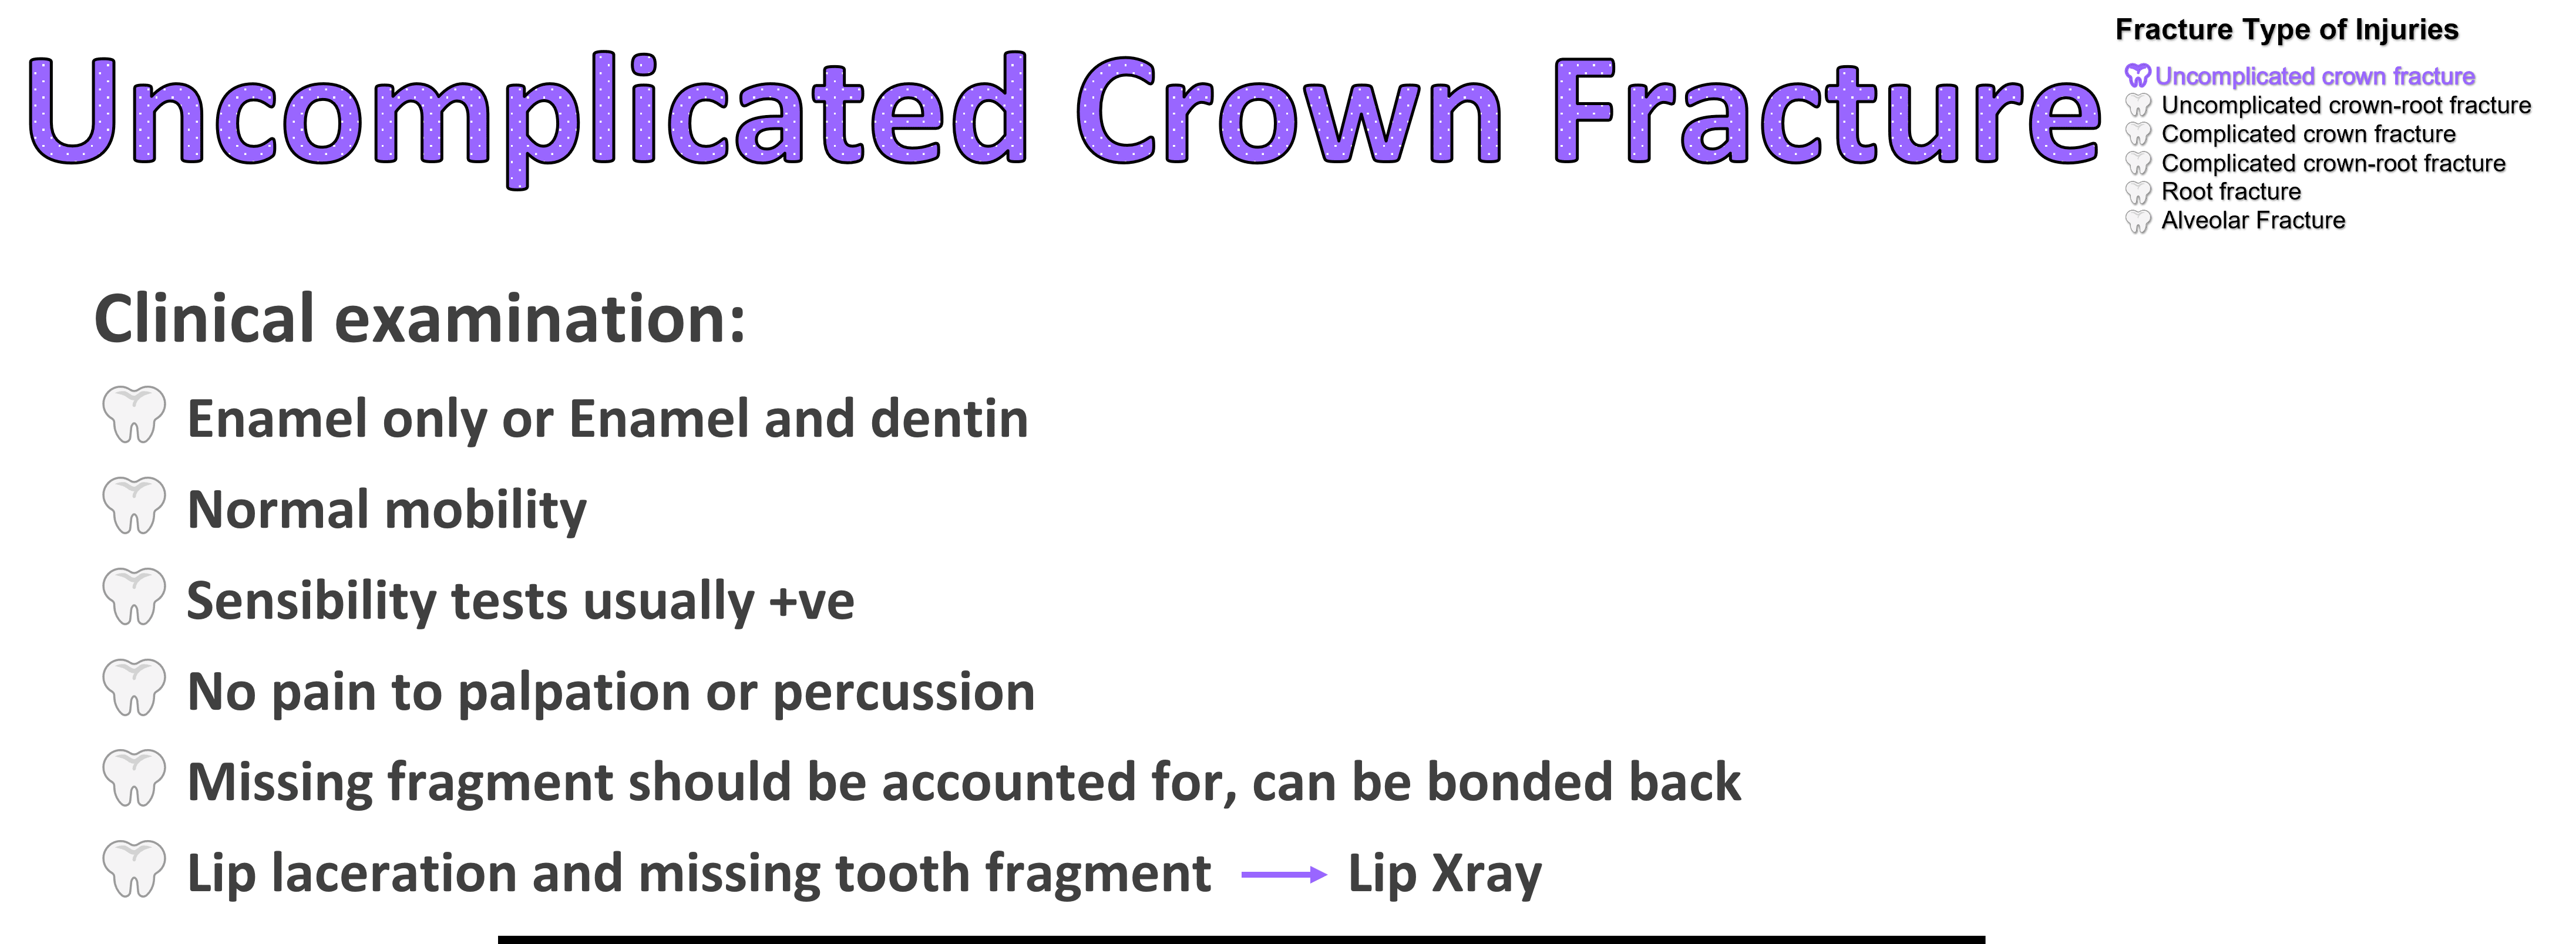 Uncomplicated Crown Fracture
Fracture Type of Injuries
Uncomplicated crown fracture
Uncomplicated crown-root fracture
Complicated crown fracture
Complicated crown-root fracture
Root fracture
Alveolar Fracture
Clinical examination:
Enamel only or Enamel and dentin
Normal mobility
Sensibility tests usually +ve
No pain to palpation or percussion
Missing fragment should be accounted for, can be bonded back
Lip laceration and missing tooth fragment → Lip Xray